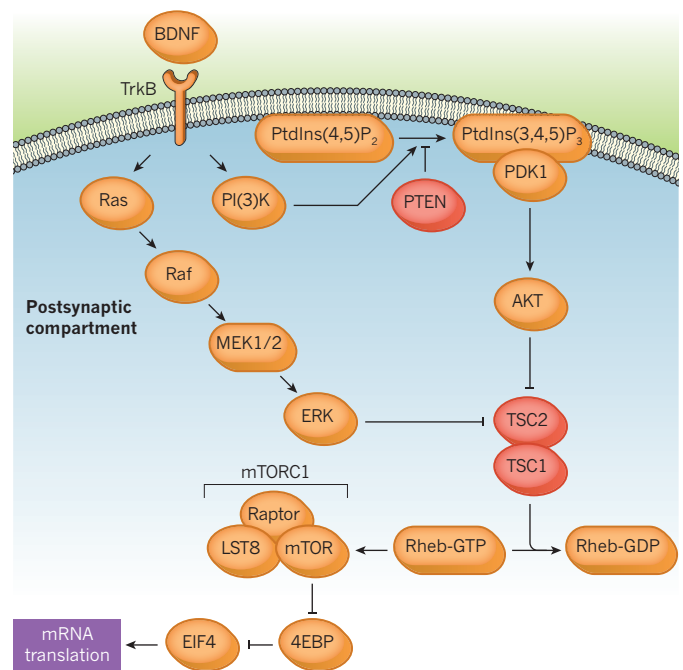 BDNF
TrkB
PtdIns(4,5)P₂
PtdIns(3,4,5)P₃
PDK1
Ras
PI(3)K
PTEN
Raf
AKT
Postsynaptic
compartment
MEK1/2
ERK
TSC2
TSC1
mTORC1
Raptor
LST8
mTOR
Rheb-GTP
Rheb-GDP
mRNA
translation
EIF4
4EBP